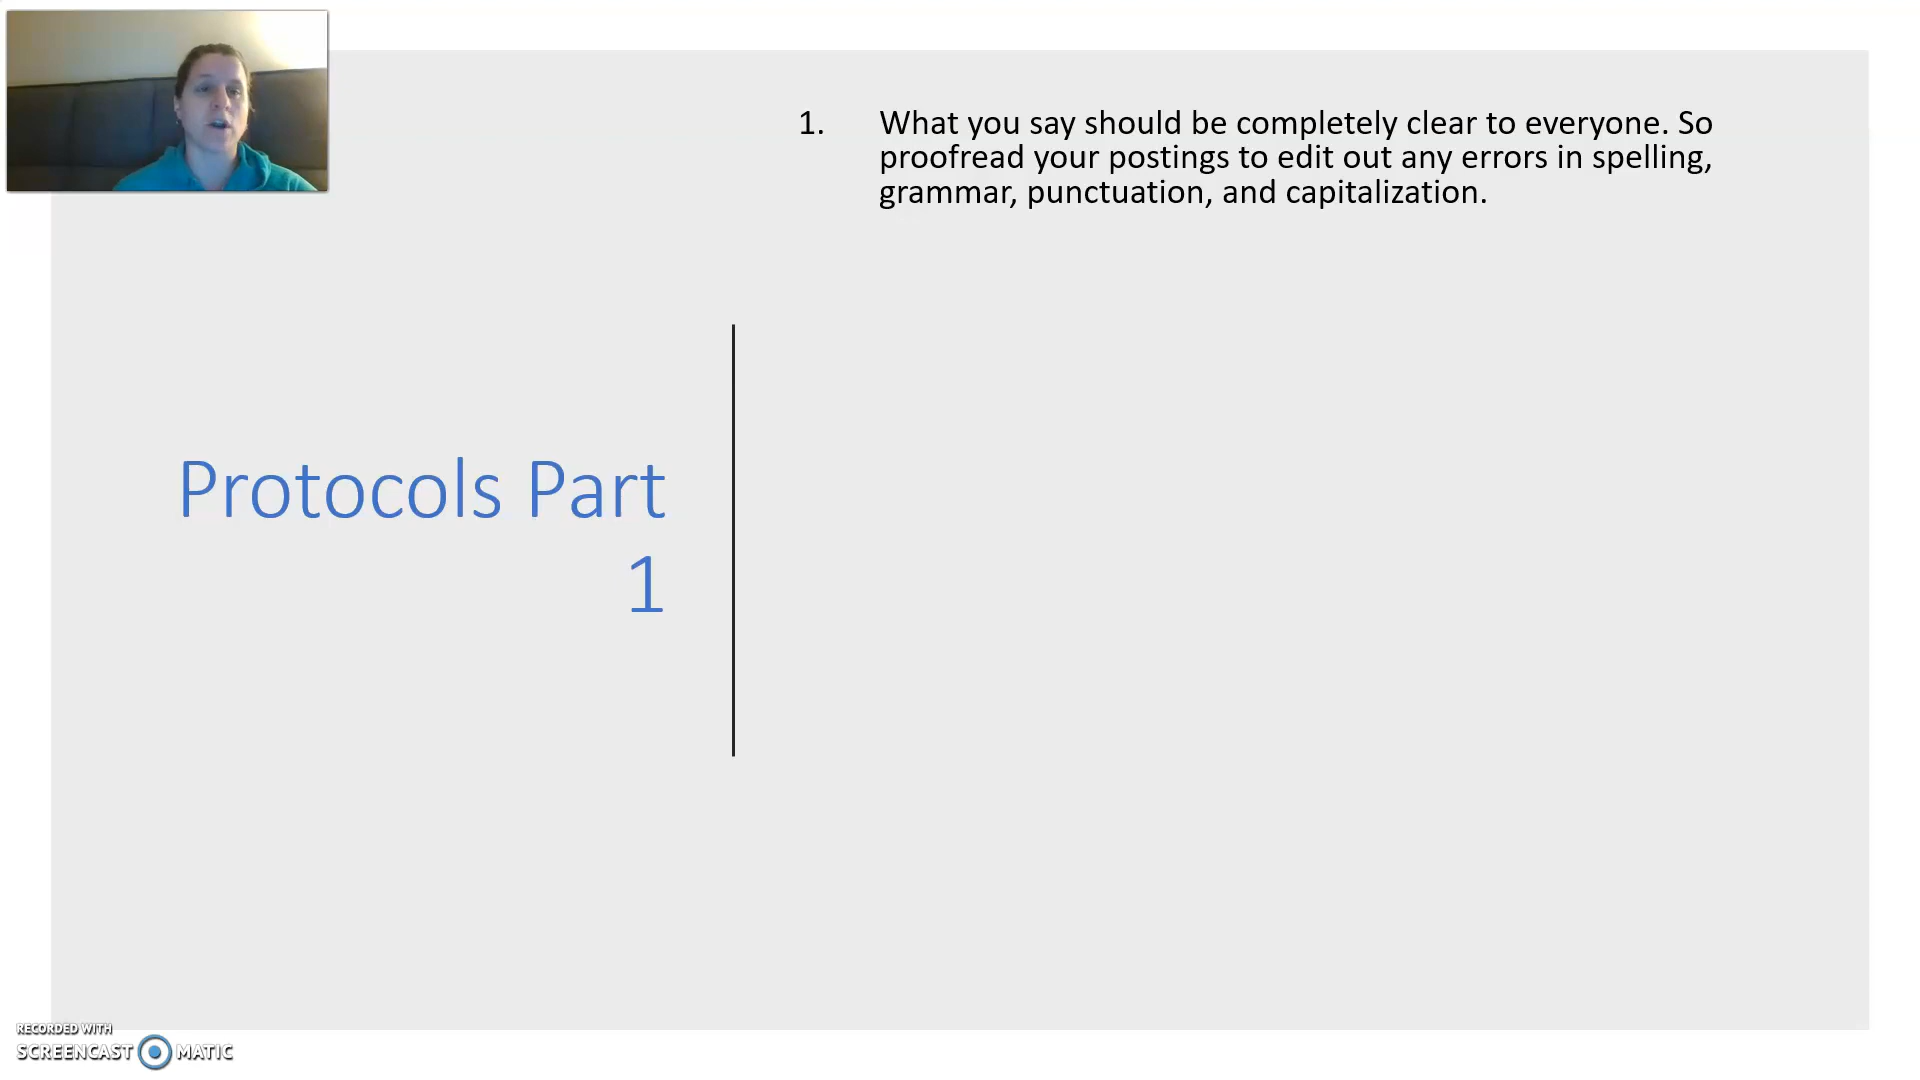 1. What you say should be completely clear to everyone. So
proofread your postings to edit out any errors in spelling,
grammar, punctuation, and capitalization.
Protocols Part
1
RECORDED WITH
SCREENCAST MATIC